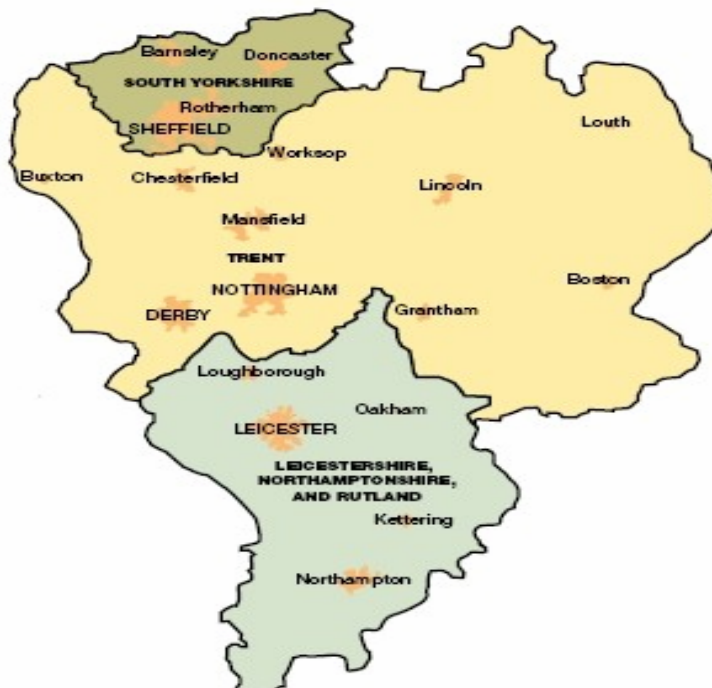 Barnsley
Doncaster
SOUTH YORKSHIRE
Rotherham
SHEFFIELD
Louth
Worksop
Buxton
Chesterfield
Lincoln
Mansfield
TRENT
NOTTINGHAM
Boston
DERBY
Grantham
Loughborough
Oakham
LEICESTER
LEICESTERSHIRE,
NORTHAMPTONSHIRE,
AND RUTLAND
Kettering
Northampton